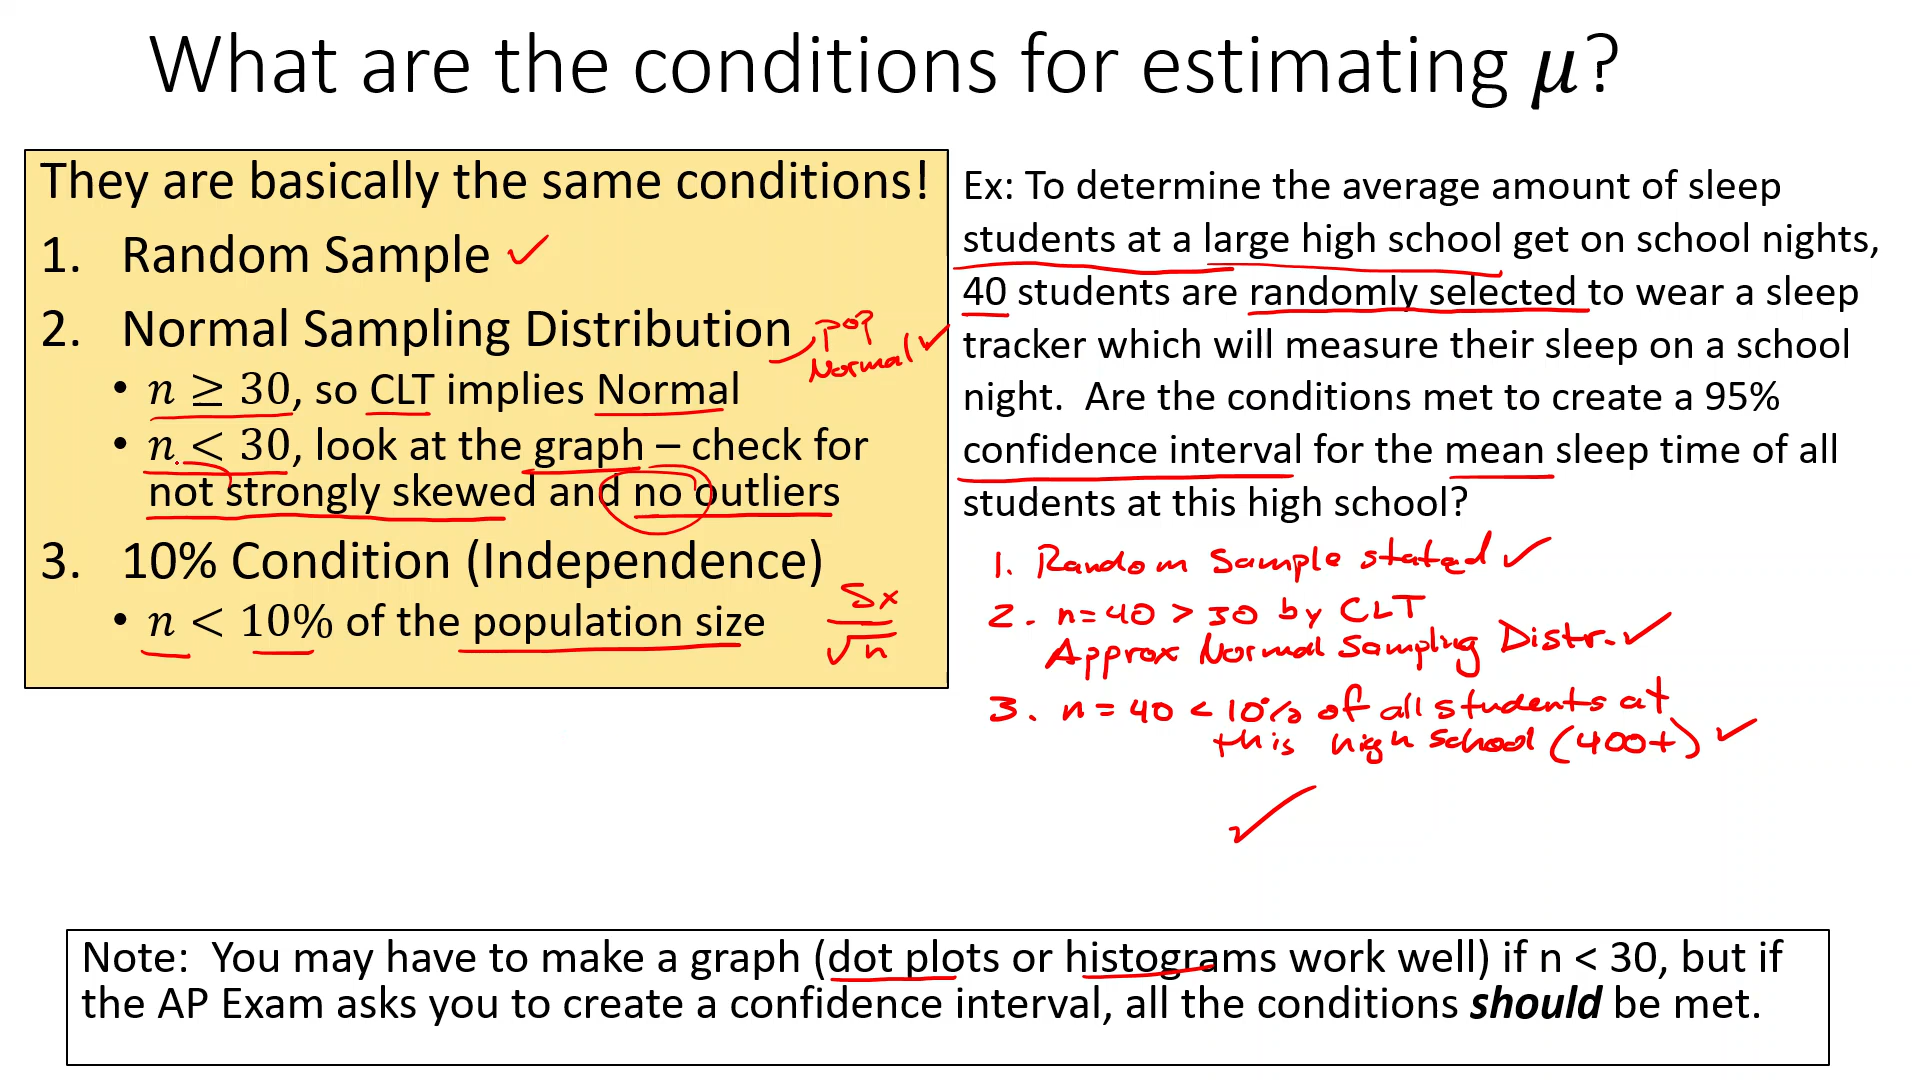 What are the conditions for estimating μ?
They are basically the same conditions!
1. Random Sample ✓
2. Normal Sampling Distribution
pop
Normal ✓
• n ≥ 30, so CLT implies Normal
• n < 30, look at the graph – check for
not strongly skewed and no outliers
3. 10% Condition (Independence)
• n < 10% of the population size
Sx
√n
Ex: To determine the average amount of sleep
students at a large high school get on school nights,
40 students are randomly selected to wear a sleep
tracker which will measure their sleep on a school
night. Are the conditions met to create a 95%
confidence interval for the mean sleep time of all
students at this high school?
1. Random Sample stated ✓
2. n=40 > 30 by CLT
Approx Normal Sampling Distr. ✓
3. n = 40 < 10% of all students at
this high school (400+) ✓
✓
Note: You may have to make a graph (dot plots or histograms work well) if n < 30, but if
the AP Exam asks you to create a confidence interval, all the conditions should be met.